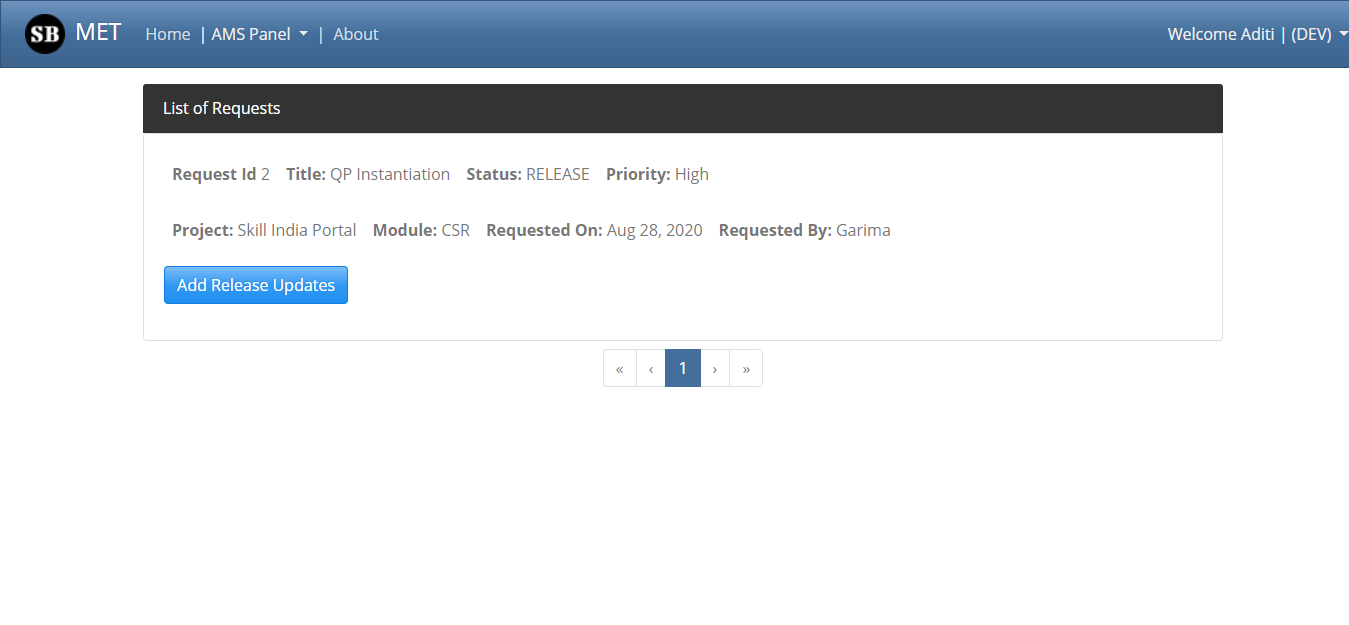 SB MET Home | AMS Panel | About Welcome Aditi | (DEV)
List of Requests
Request Id 2 Title: QP Instantiation Status: RELEASE Priority: High
Project: Skill India Portal Module: CSR Requested On: Aug 28, 2020 Requested By: Garima
Add Release Updates
« ‹ 1 › »